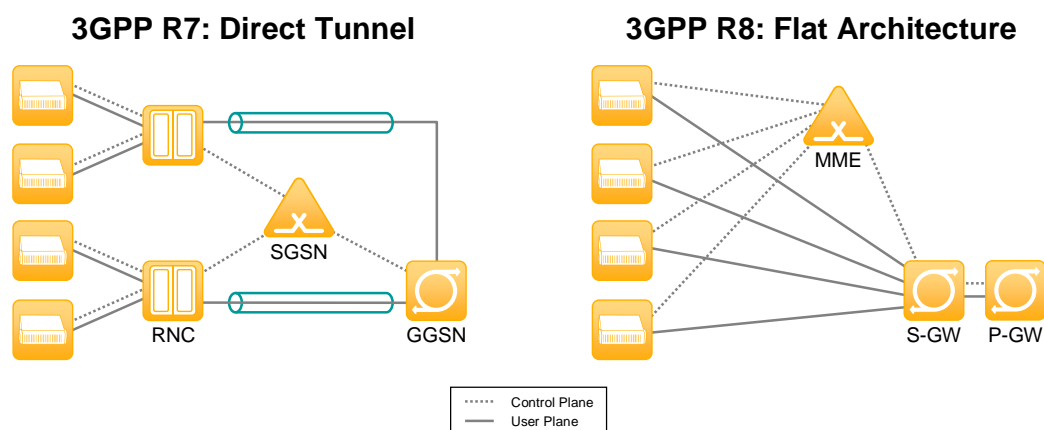 3GPP R7: Direct Tunnel
3GPP R8: Flat Architecture
MME
SGSN
RNC
GGSN
S-GW
P-GW
Control Plane
User Plane